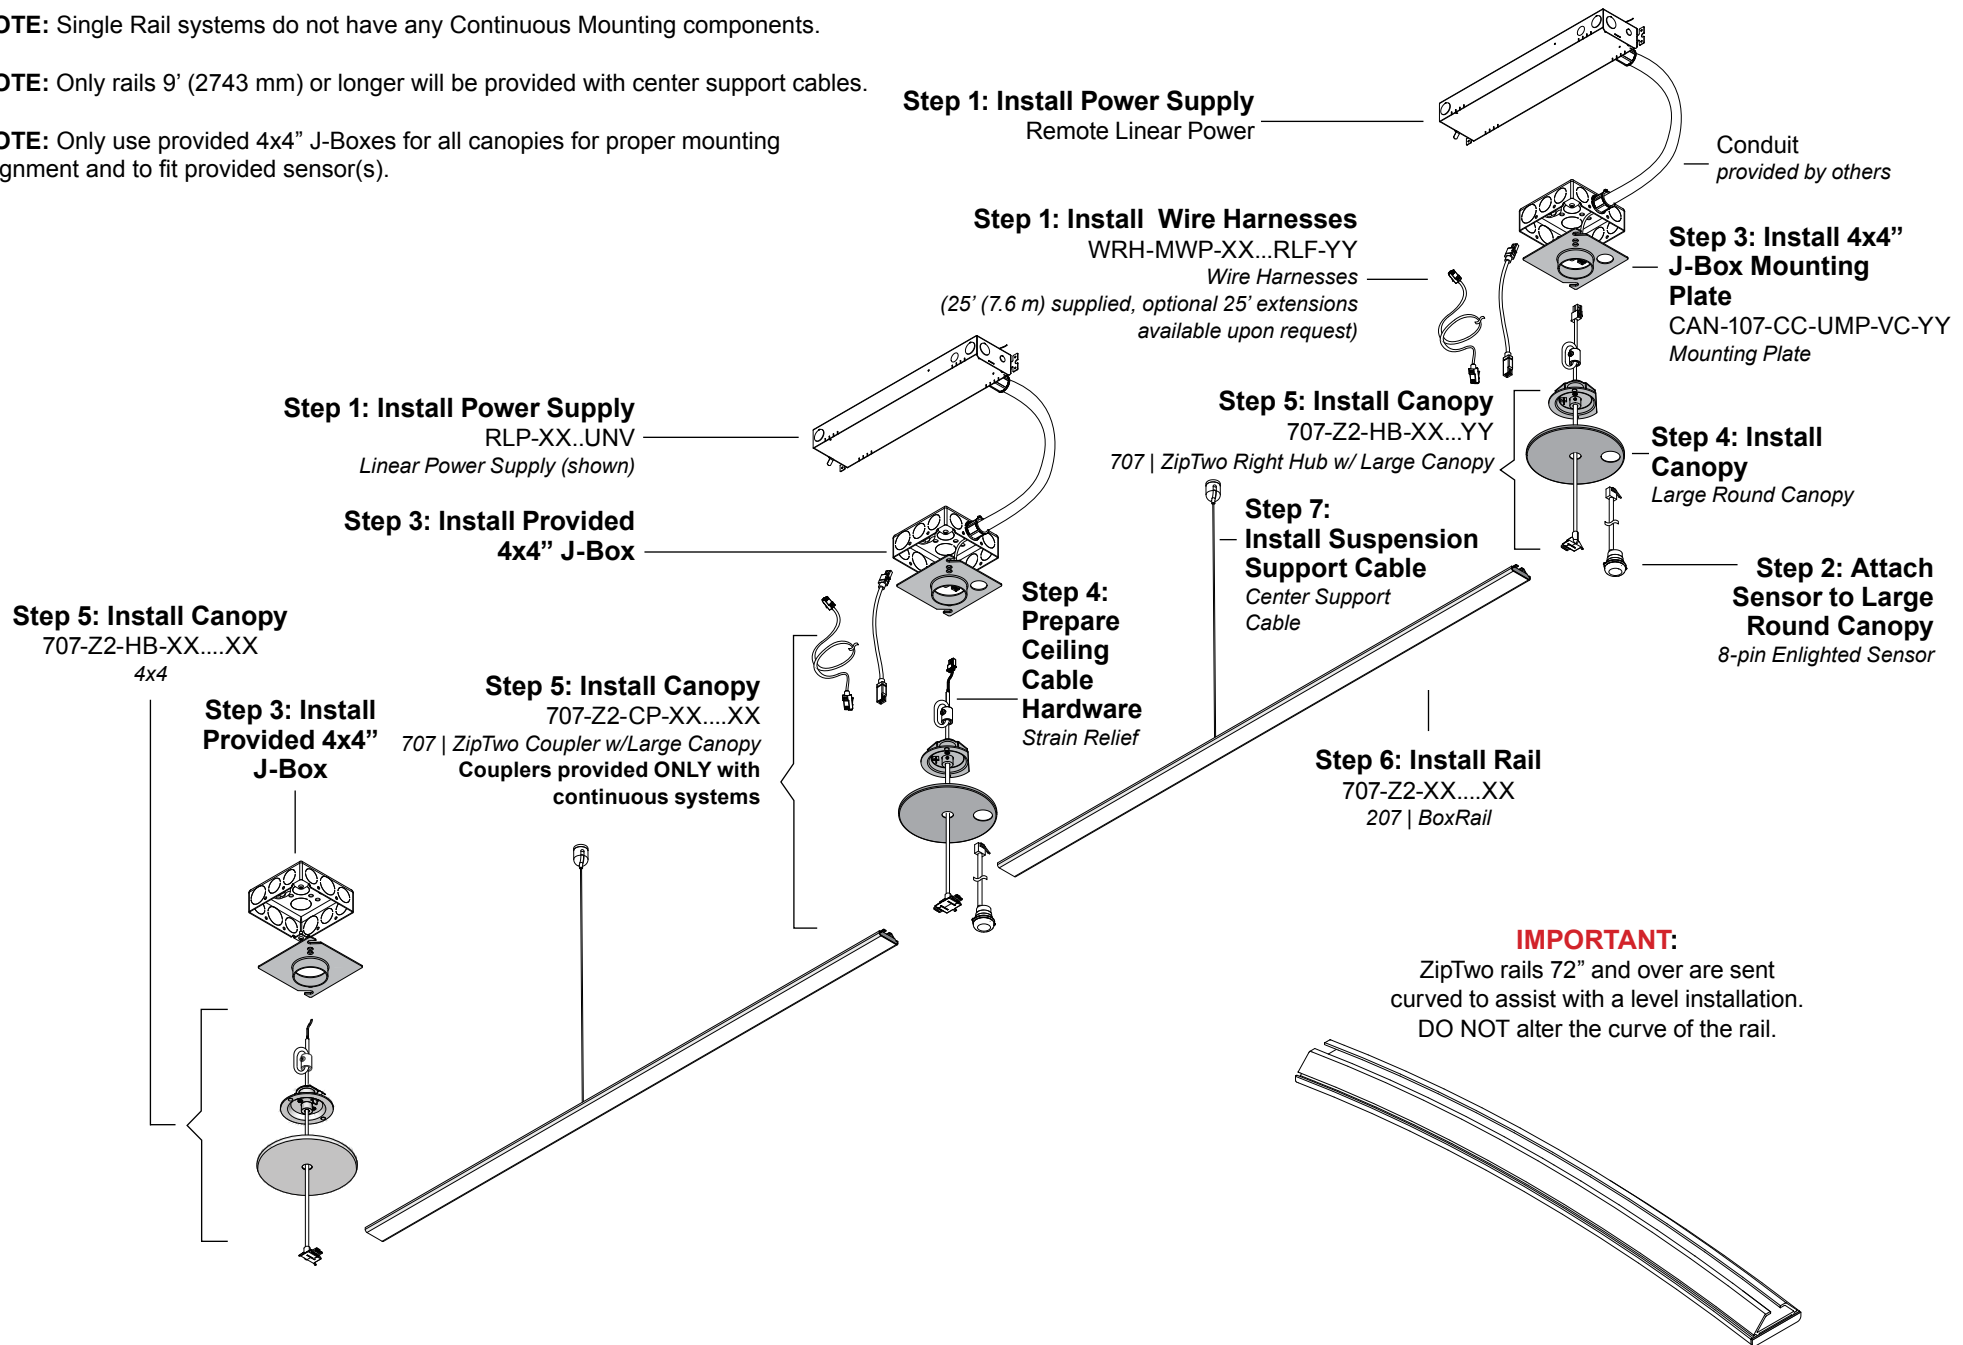 OTE: Single Rail systems do not have any Continuous Mounting components.
OTE: Only rails 9’ (2743 mm) or longer will be provided with center support cables.
OTE: Only use provided 4x4” J-Boxes for all canopies for proper mounting
gnment and to fit provided sensor(s).
Step 1: Install Power Supply
Remote Linear Power
Conduit
provided by others
Step 1: Install  Wire Harnesses
WRH-MWP-XX...RLF-YY
Wire Harnesses
(25’ (7.6 m) supplied, optional 25’ extensions
available upon request)
Step 3: Install 4x4”
J-Box Mounting
Plate
CAN-107-CC-UMP-VC-YY
Mounting Plate
Step 1: Install Power Supply
RLP-XX..UNV
Linear Power Supply (shown)
Step 5: Install Canopy
707-Z2-HB-XX...YY
707 | ZipTwo Right Hub w/ Large Canopy
Step 4: Install
Canopy
Large Round Canopy
Step 3: Install Provided
4x4” J-Box
Step 7:
Install Suspension
Support Cable
Center Support
Cable
Step 2: Attach
Sensor to Large
Round Canopy
8-pin Enlighted Sensor
Step 4:
Prepare
Ceiling
Cable
Hardware
Strain Relief
Step 5: Install Canopy
707-Z2-HB-XX....XX
4x4
Step 3: Install
Provided 4x4”
J-Box
Step 5: Install Canopy
707-Z2-CP-XX....XX
707 | ZipTwo Coupler w/Large Canopy
Couplers provided ONLY with
continuous systems
Step 6: Install Rail
707-Z2-XX....XX
207 | BoxRail
IMPORTANT:
ZipTwo rails 72” and over are sent
curved to assist with a level installation.
DO NOT alter the curve of the rail.